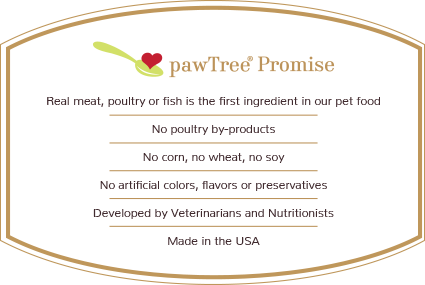 pawTree® Promise
Real meat, poultry or fish is the first ingredient in our pet food
No poultry by-products
No corn, no wheat, no soy
No artificial colors, flavors or preservatives
Developed by Veterinarians and Nutritionists
Made in the USA